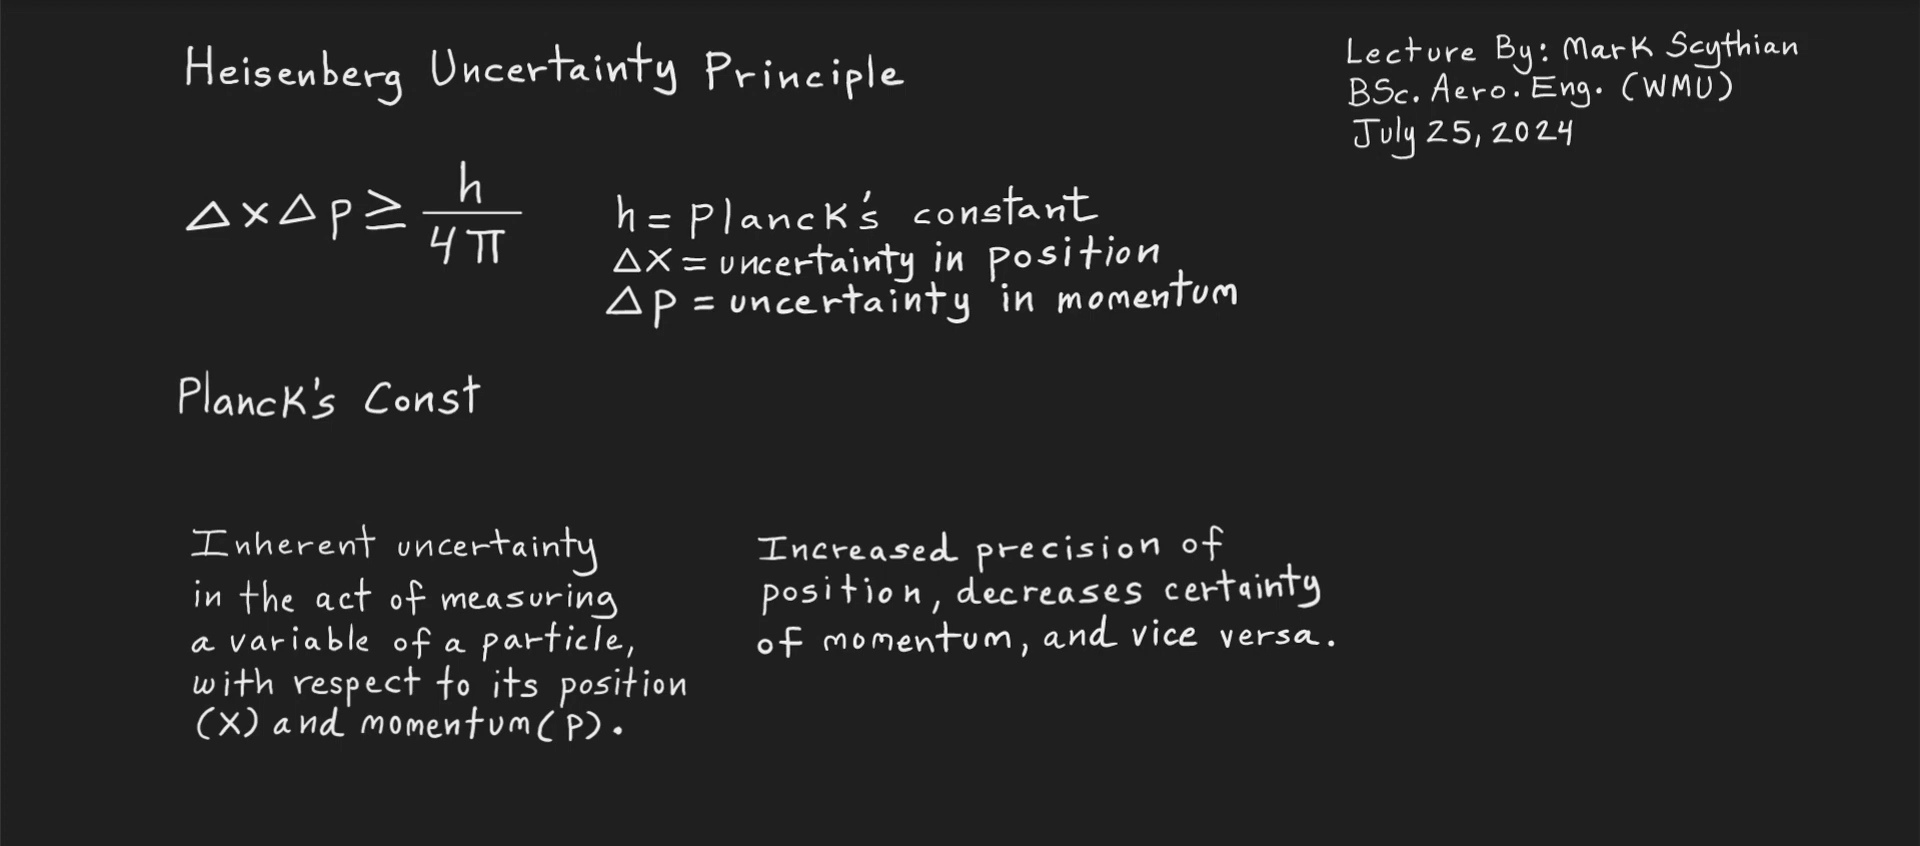 Heisenberg Uncertainty Principle
Lecture By: Mark Scythian
BSc. Aero. Eng. (WMU)
July 25, 2024
ΔxΔp ≥ h/4π
h = Planck's constant
Δx = uncertainty in position
Δp = uncertainty in momentum
Planck's Const
Inherent uncertainty
in the act of measuring
a variable of a particle,
with respect to its position
(x) and momentum (p).
Increased precision of
position, decreases certainty
of momentum, and vice versa.